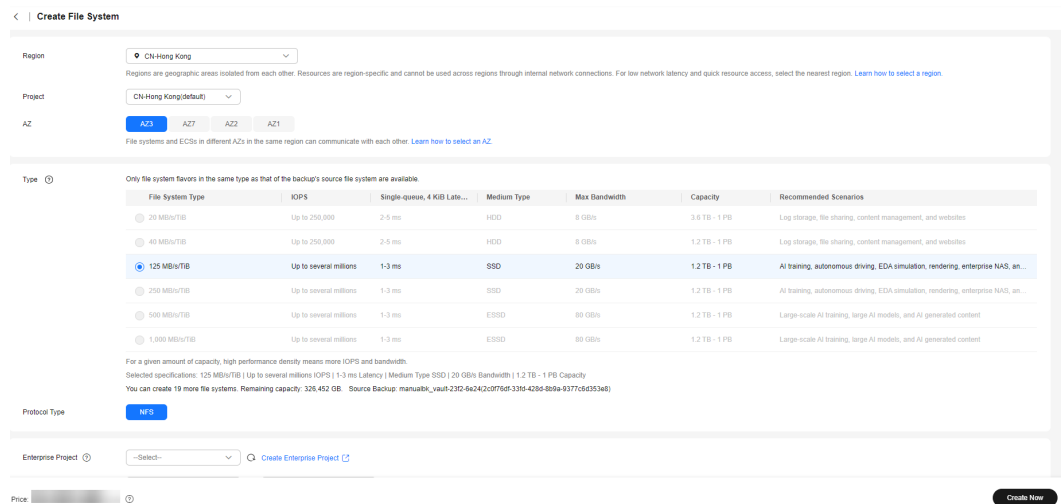 Create File System
Region
CN-Hong Kong
Regions are geographic areas isolated from each other. Resources are region-specific and cannot be used across regions through internal network connections. For low network latency and quick resource access, select the nearest region. Learn how to select a region.
Project
CN-Hong Kong(default)
AZ
AZ3 AZ7 AZ2 AZ1
File systems and ECSs in different AZs in the same region can communicate with each other. Learn how to select an AZ.
Type
Only file system flavors in the same type as that of the backup's source file system are available.
File System Type IOPS Single-queue, 4 KiB Late... Medium Type Max Bandwidth Capacity Recommended Scenarios
20 MB/s/TiB Up to 250,000 2-5 ms HDD 8 GB/s 3.6 TB - 1 PB Log storage, file sharing, content management, and websites
40 MB/s/TiB Up to 250,000 2-5 ms HDD 8 GB/s 1.2 TB - 1 PB Log storage, file sharing, content management, and websites
125 MB/s/TiB Up to several millions 1-3 ms SSD 20 GB/s 1.2 TB - 1 PB AI training, autonomous driving, EDA simulation, rendering, enterprise NAS, an...
250 MB/s/TiB Up to several millions 1-3 ms SSD 20 GB/s 1.2 TB - 1 PB AI training, autonomous driving, EDA simulation, rendering, enterprise NAS, an...
500 MB/s/TiB Up to several millions 1-3 ms ESSD 80 GB/s 1.2 TB - 1 PB Large-scale AI training, large AI models, and AI generated content
1,000 MB/s/TiB Up to several millions 1-3 ms ESSD 80 GB/s 1.2 TB - 1 PB Large-scale AI training, large AI models, and AI generated content
For a given amount of capacity, high performance density means more IOPS and bandwidth.
Selected specifications: 125 MB/s/TiB | Up to several millions IOPS | 1-3 ms Latency | Medium Type SSD | 20 GB/s Bandwidth | 1.2 TB - 1 PB Capacity
You can create 19 more file systems. Remaining capacity: 326,452 GB. Source Backup: manualbk_vault-23f2-6e24(2c0f76df-33fd-428d-8b9a-9377c6d353e8)
Protocol Type
NFS
Enterprise Project
--Select--
Create Enterprise Project
Price:
Create Now